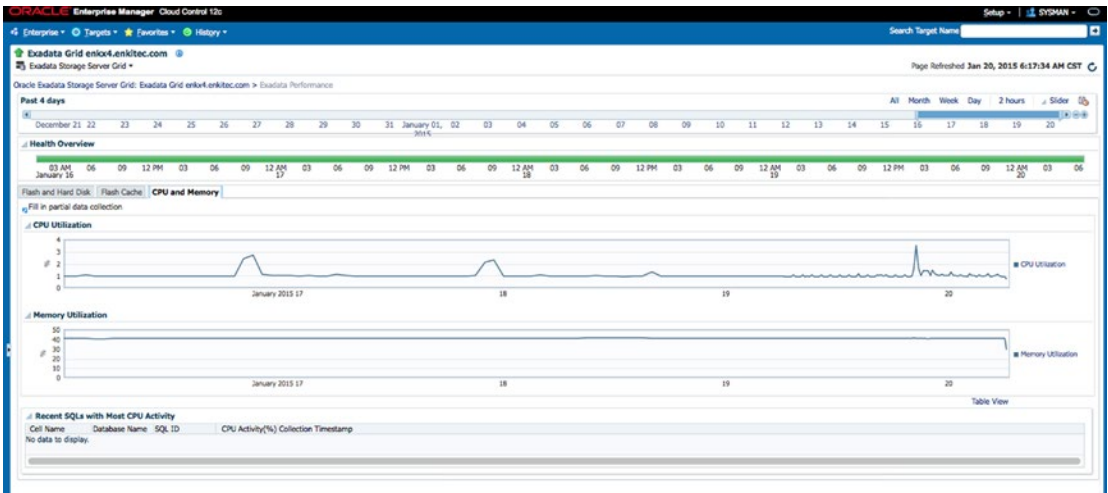 ORACLE Enterprise Manager Cloud Control 12c Setup SYSMAN
Enterprise Targets Favorites History Search Target Name
Exadata Grid enkx4.enkitec.com
Exadata Storage Server Grid Page Refreshed Jan 20, 2015 6:17:34 AM CST
Oracle Exadata Storage Server Grid: Exadata Grid enkx4.enkitec.com > Exadata Performance
Past 4 days All Month Week Day 2 hours Slider
December 21 22 23 24 25 26 27 28 29 30 31 January 01, 02 03 04 05 06 07 08 09 10 11 12 13 14 15 16 17 18 19 20
2015
Health Overview
03 AM 06 09 12 PM 03 06 09 12 AM 03 06 09 12 PM 03 06 09 12 AM 03 06 09 12 PM 03 06 09 12 AM 03 06 09 12 PM 03 06 09 12 AM 03 06
January 16 17 18 19 20
Flash and Hard Disk Flash Cache CPU and Memory
Fill in partial data collection
CPU Utilization
4
3
% 2 CPU Utilization
1
0
January 2015 17 18 19 20
Memory Utilization
50
40
% 30 Memory Utilization
20
10
0
January 2015 17 18 19 20
Table View
Recent SQLs with Most CPU Activity
Cell Name Database Name SQL ID CPU Activity(%) Collection Timestamp
No data to display.